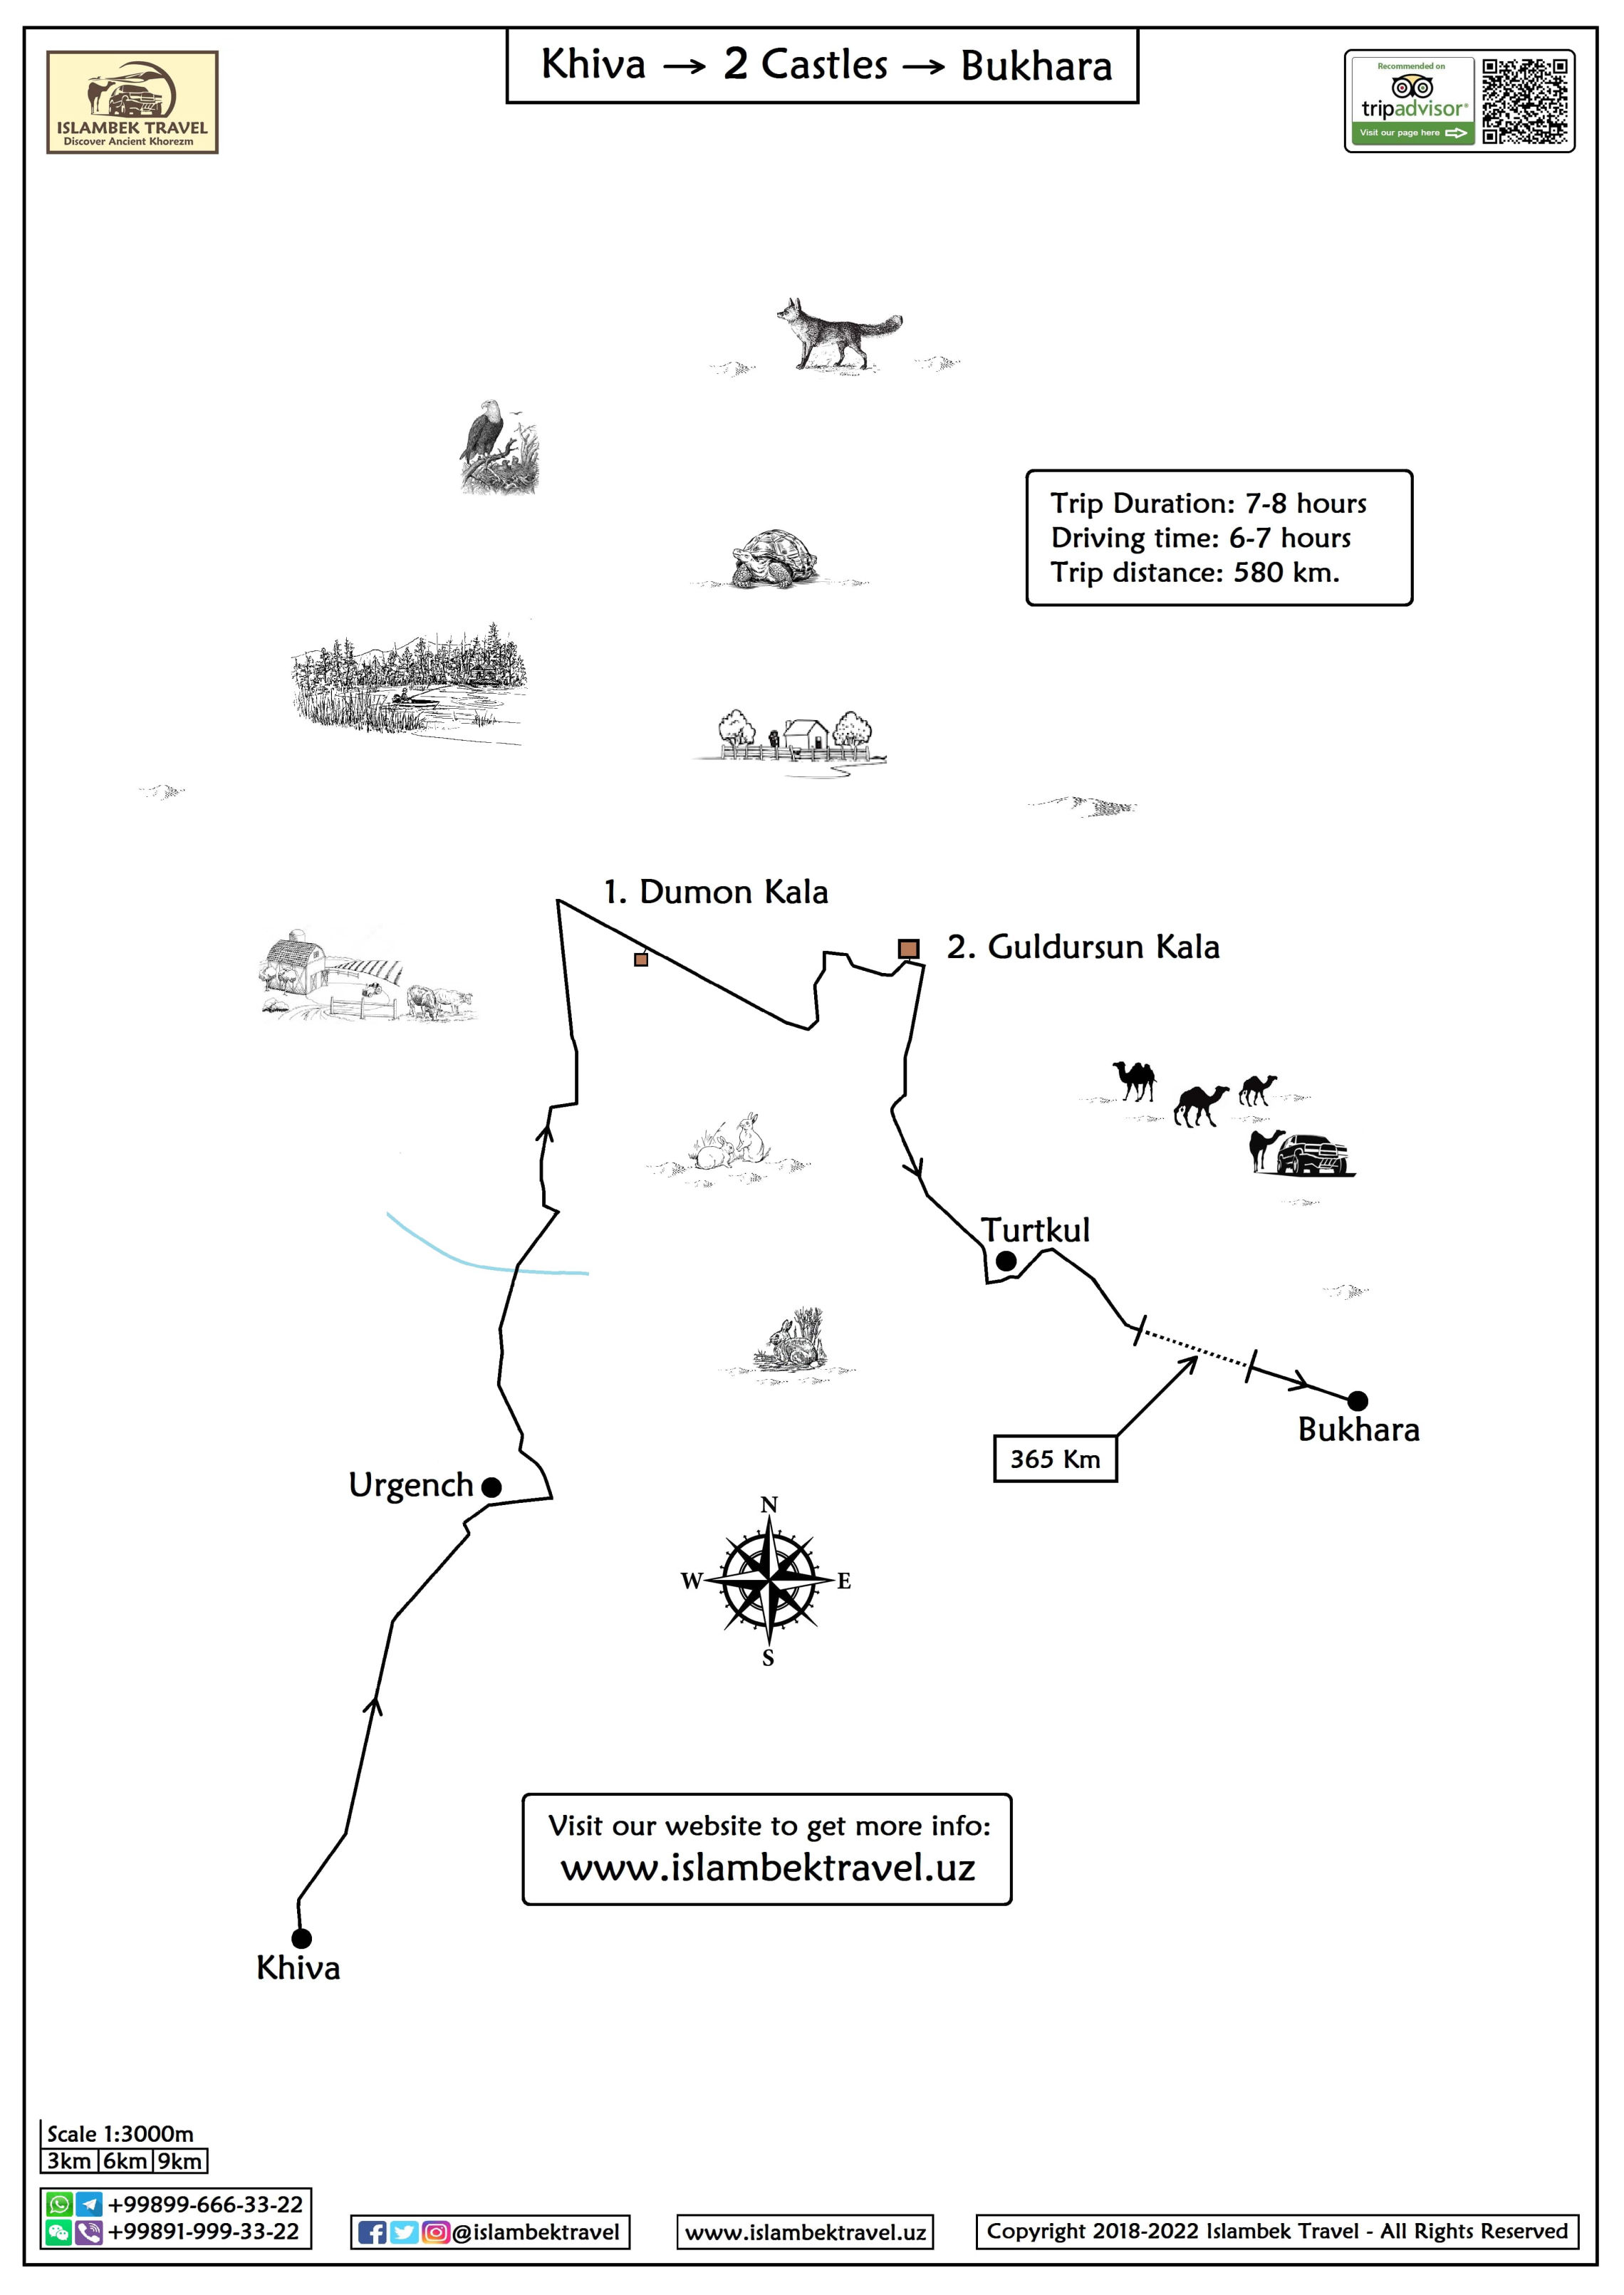 Khiva → 2 Castles → Bukhara
ISLAMBEK TRAVEL
Discover Ancient Khorezm
Recommended on
tripadvisor®
Visit our page here
Trip Duration: 7-8 hours
Driving time: 6-7 hours
Trip distance: 580 km.
1. Dumon Kala
2. Guldursun Kala
Turtkul
Bukhara
365 Km
Urgench
N
W
E
S
Visit our website to get more info:
www.islambektravel.uz
Khiva
Scale 1:3000m
3km 6km 9km
+99899-666-33-22
+99891-999-33-22
@islambektravel
www.islambektravel.uz
Copyright 2018-2022 Islambek Travel - All Rights Reserved